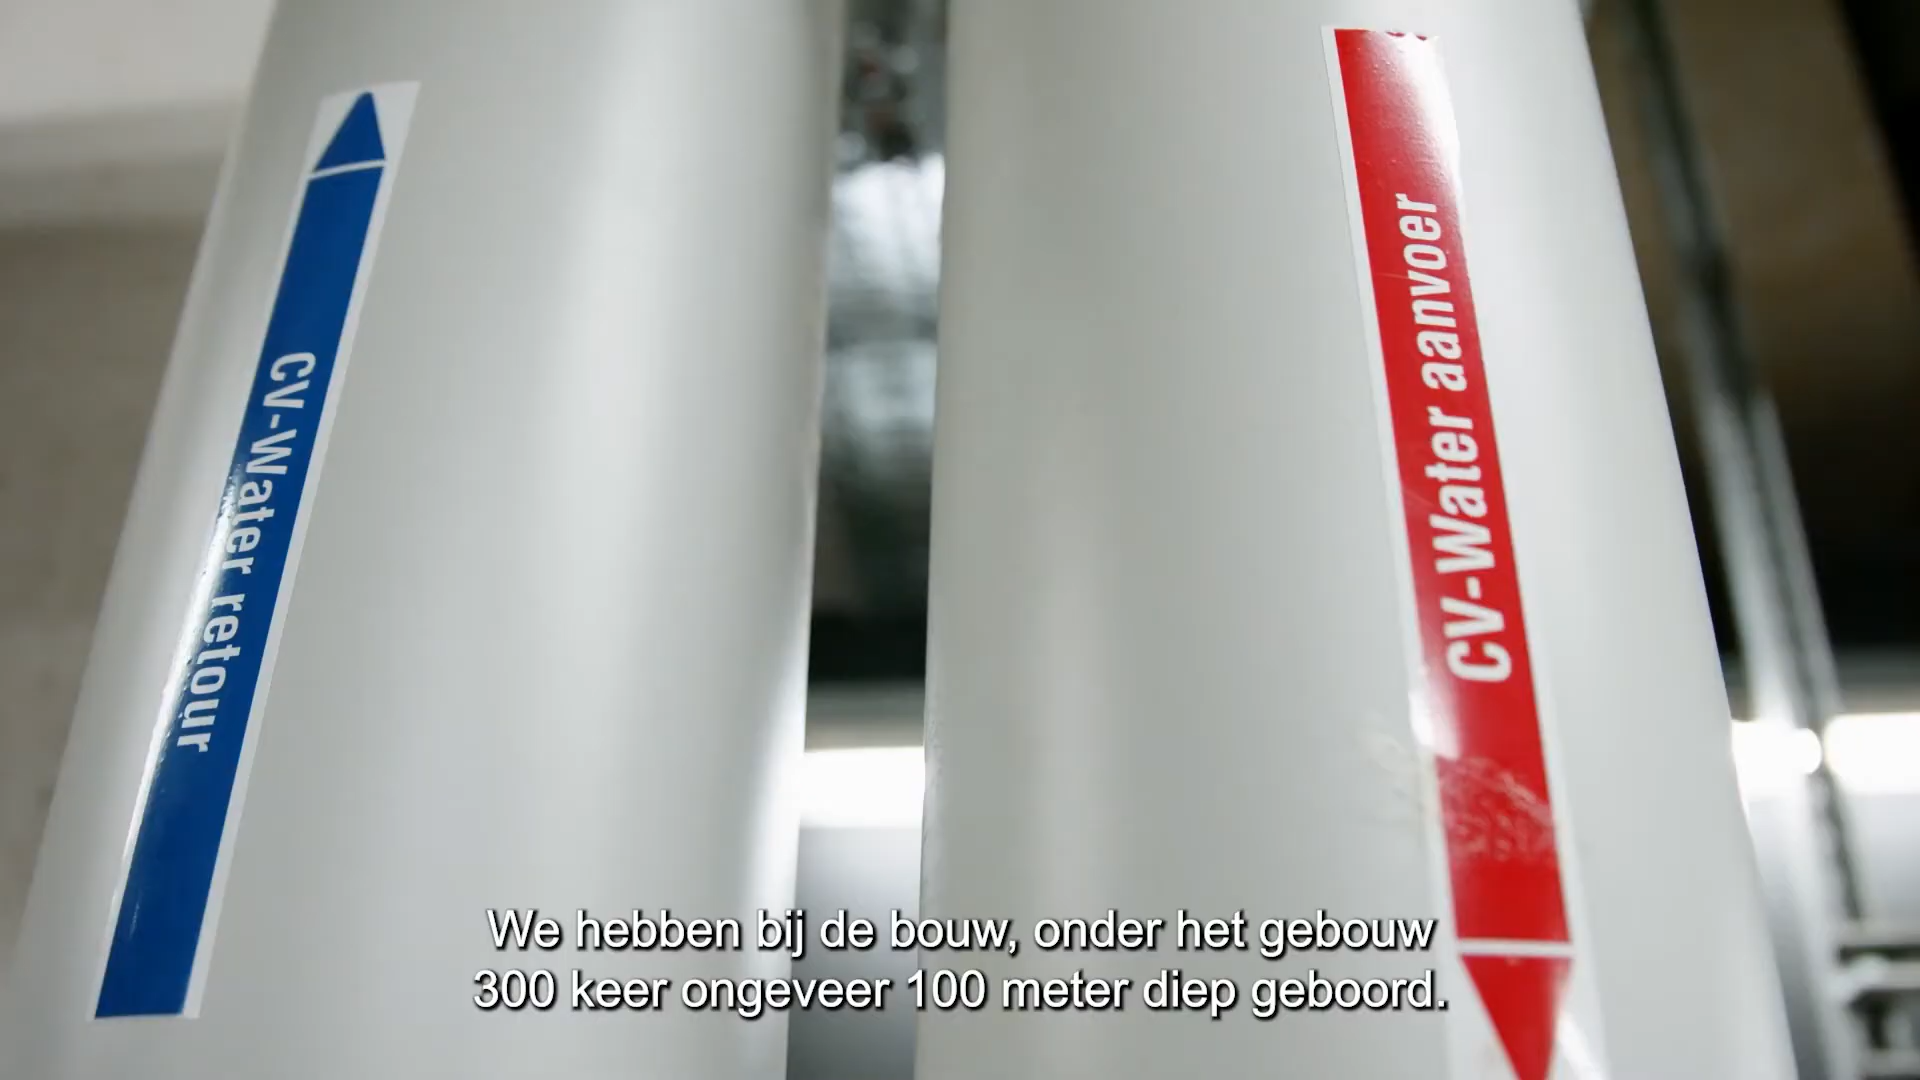 CV-Water retour
CV-Water aanvoer
We hebben bij de bouw, onder het gebouw
300 keer ongeveer 100 meter diep geboord.